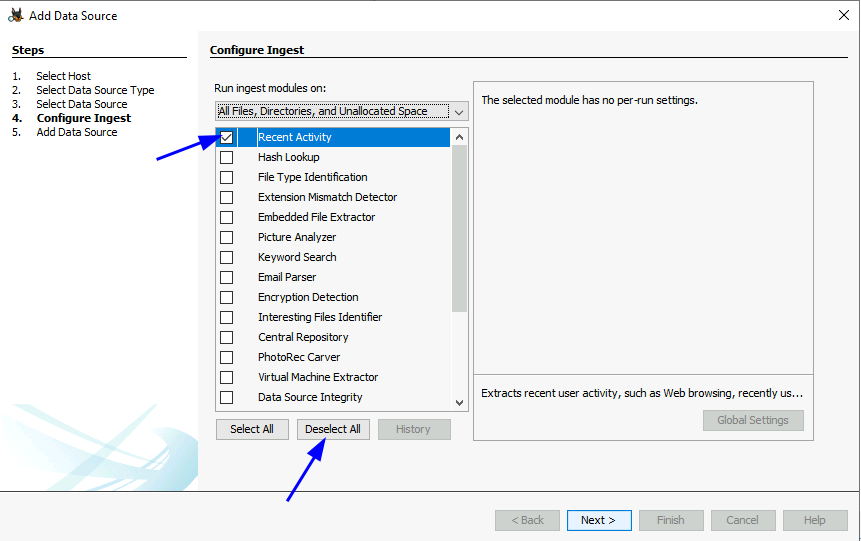 Add Data Source
Steps
1. Select Host
2. Select Data Source Type
3. Select Data Source
4. Configure Ingest
5. Add Data Source
Configure Ingest
Run ingest modules on:
All Files, Directories, and Unallocated Space
Recent Activity
Hash Lookup
File Type Identification
Extension Mismatch Detector
Embedded File Extractor
Picture Analyzer
Keyword Search
Email Parser
Encryption Detection
Interesting Files Identifier
Central Repository
PhotoRec Carver
Virtual Machine Extractor
Data Source Integrity
Select All
Deselect All
History
The selected module has no per-run settings.
Extracts recent user activity, such as Web browsing, recently us...
Global Settings
< Back
Next >
Finish
Cancel
Help